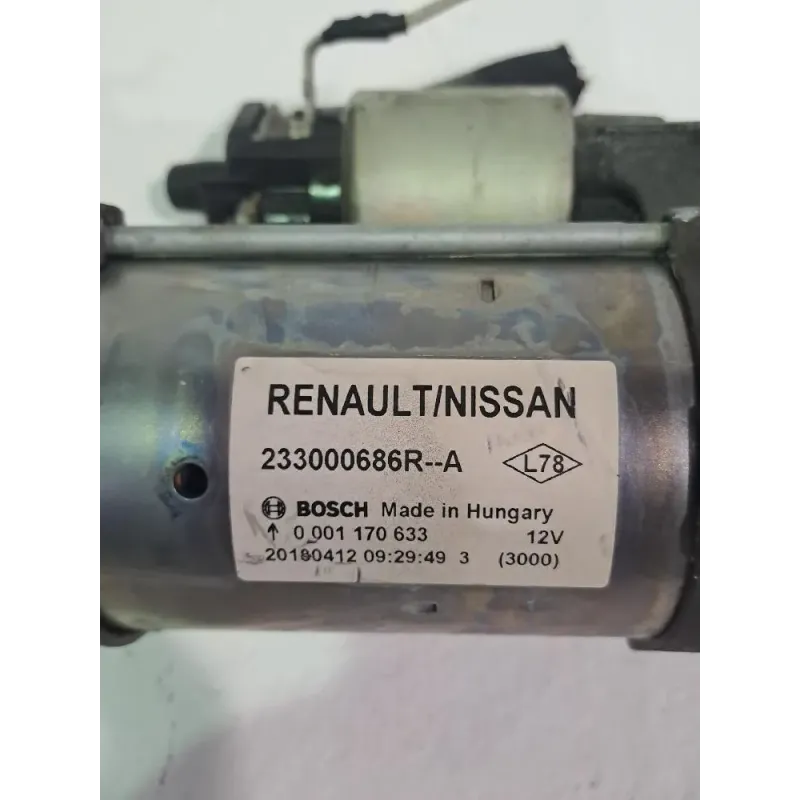 RENAULT/NISSAN
233000686R--A L78
BOSCH Made in Hungary
↑ 0 001 170 633 12V
20180412 09:29:49 3 (3000)